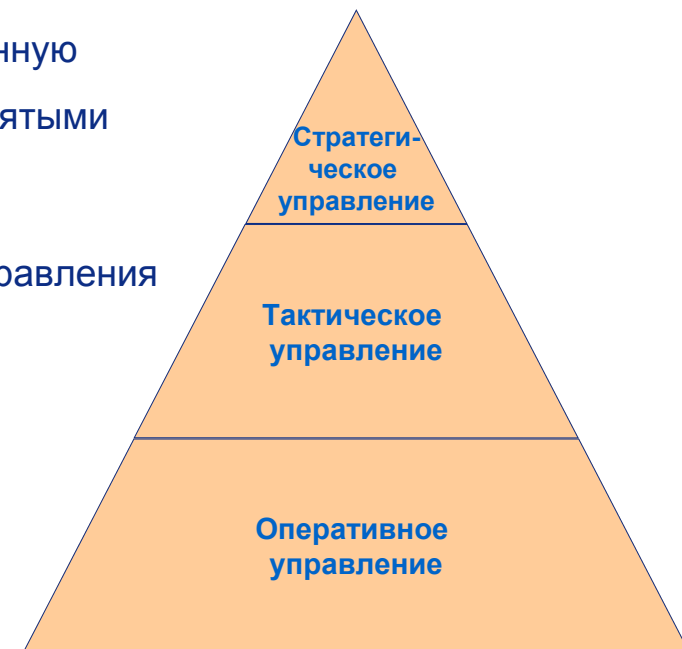 нную
ятыми
равления
Стратеги-
ческое
управление
Тактическое
управление
Оперативное
управление